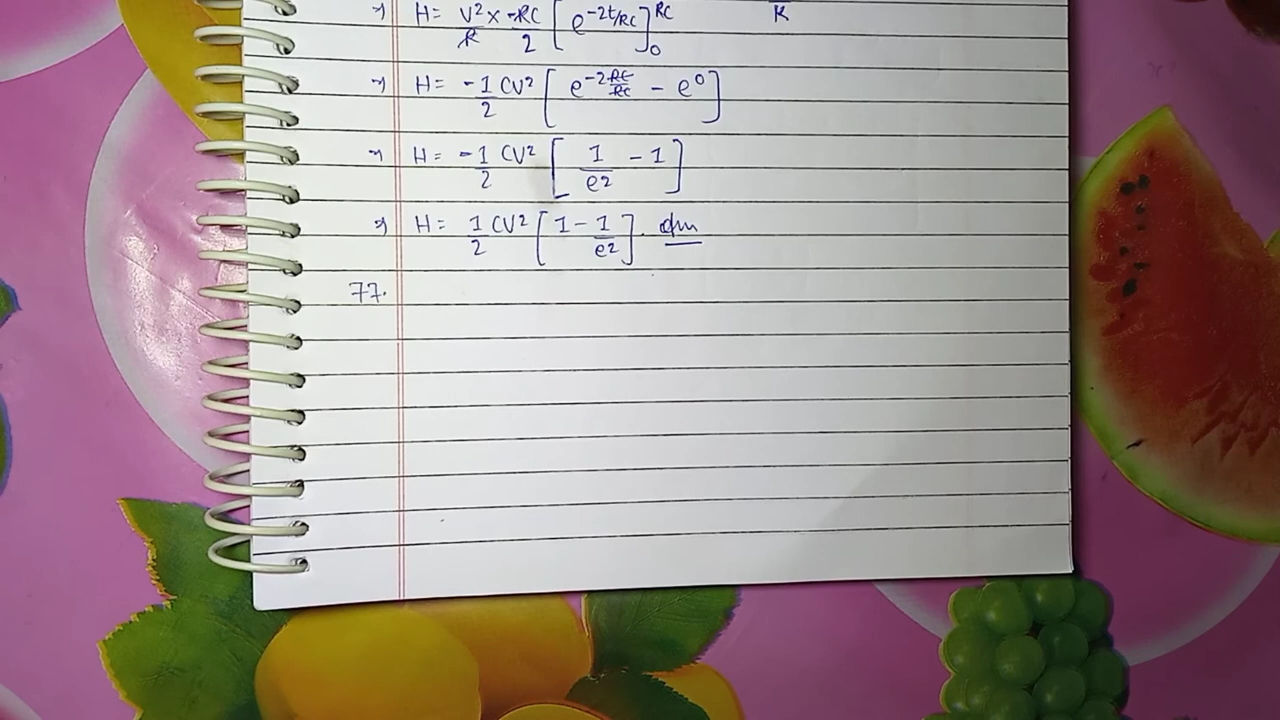 ⇒ H = V²/R × -RC/2 [e^-2t/RC]₀^RC R
⇒ H = -1/2 CV² [e^-2RC/RC - e⁰]
⇒ H = -1/2 CV² [1/e² - 1]
⇒ H = 1/2 CV² [1 - 1/e²].
77.